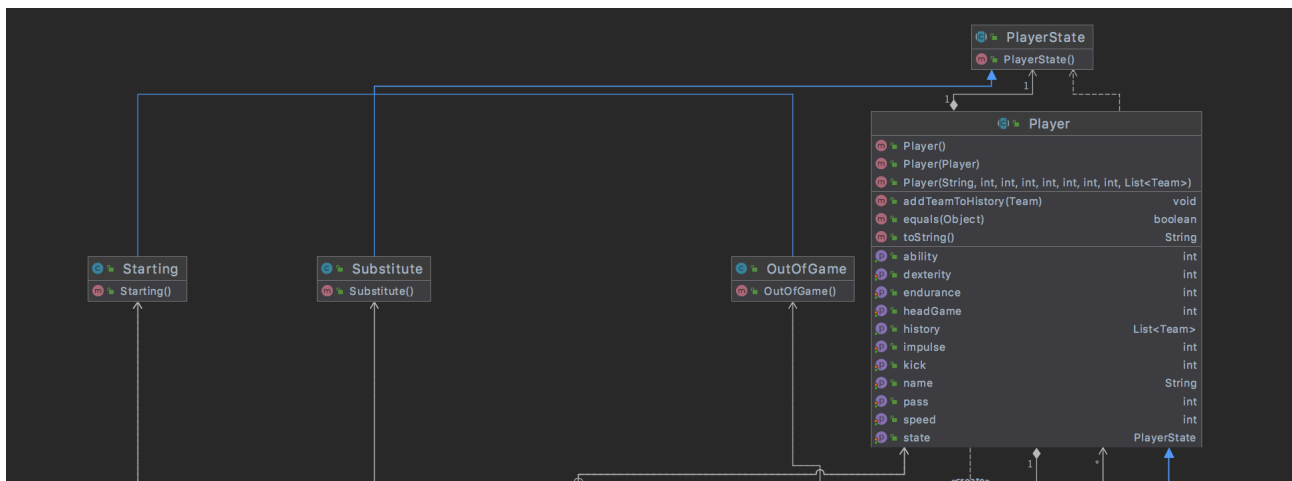 PlayerState
PlayerState()
1
1
Player
Player()
Player(Player)
Player(String, int, int, int, int, int, int, int, List<Team>)
addTeamToHistory(Team) void
equals(Object) boolean
toString() String
ability int
dexterity int
endurance int
headGame int
history List<Team>
impulse int
kick int
name String
pass int
speed int
state PlayerState
Starting
Starting()
Substitute
Substitute()
OutOfGame
OutOfGame()
1
*